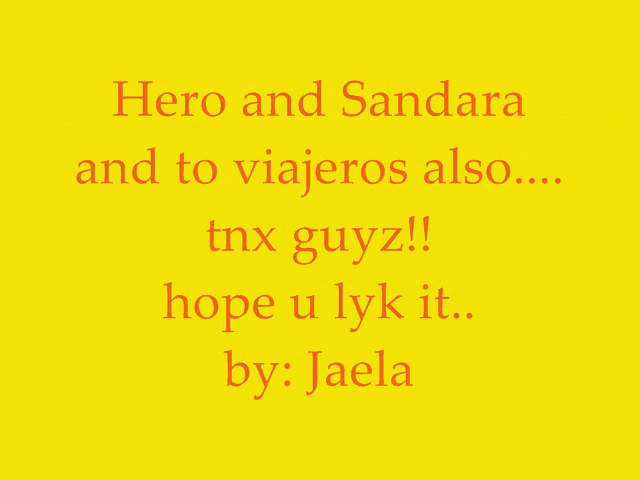 Hero and Sandara
and to viajeros also....
tnx guyz!!
hope u lyk it..
by: Jaela